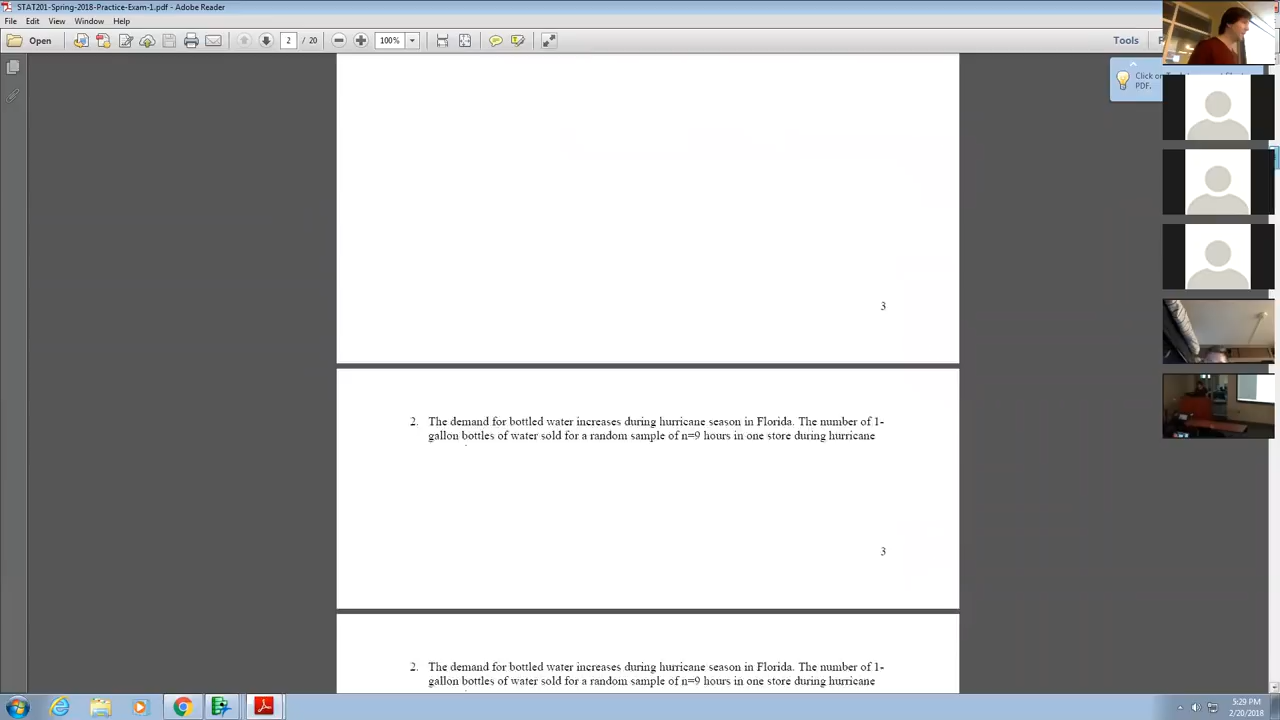 STAT201-Spring-2018-Practice-Exam-1.pdf - Adobe Reader
File Edit View Window Help
Open 2 / 20 100% Tools
Click on
PDF.
3
2. The demand for bottled water increases during hurricane season in Florida. The number of 1-
gallon bottles of water sold for a random sample of n=9 hours in one store during hurricane
3
2. The demand for bottled water increases during hurricane season in Florida. The number of 1-
gallon bottles of water sold for a random sample of n=9 hours in one store during hurricane
5:29 PM
2/20/2018